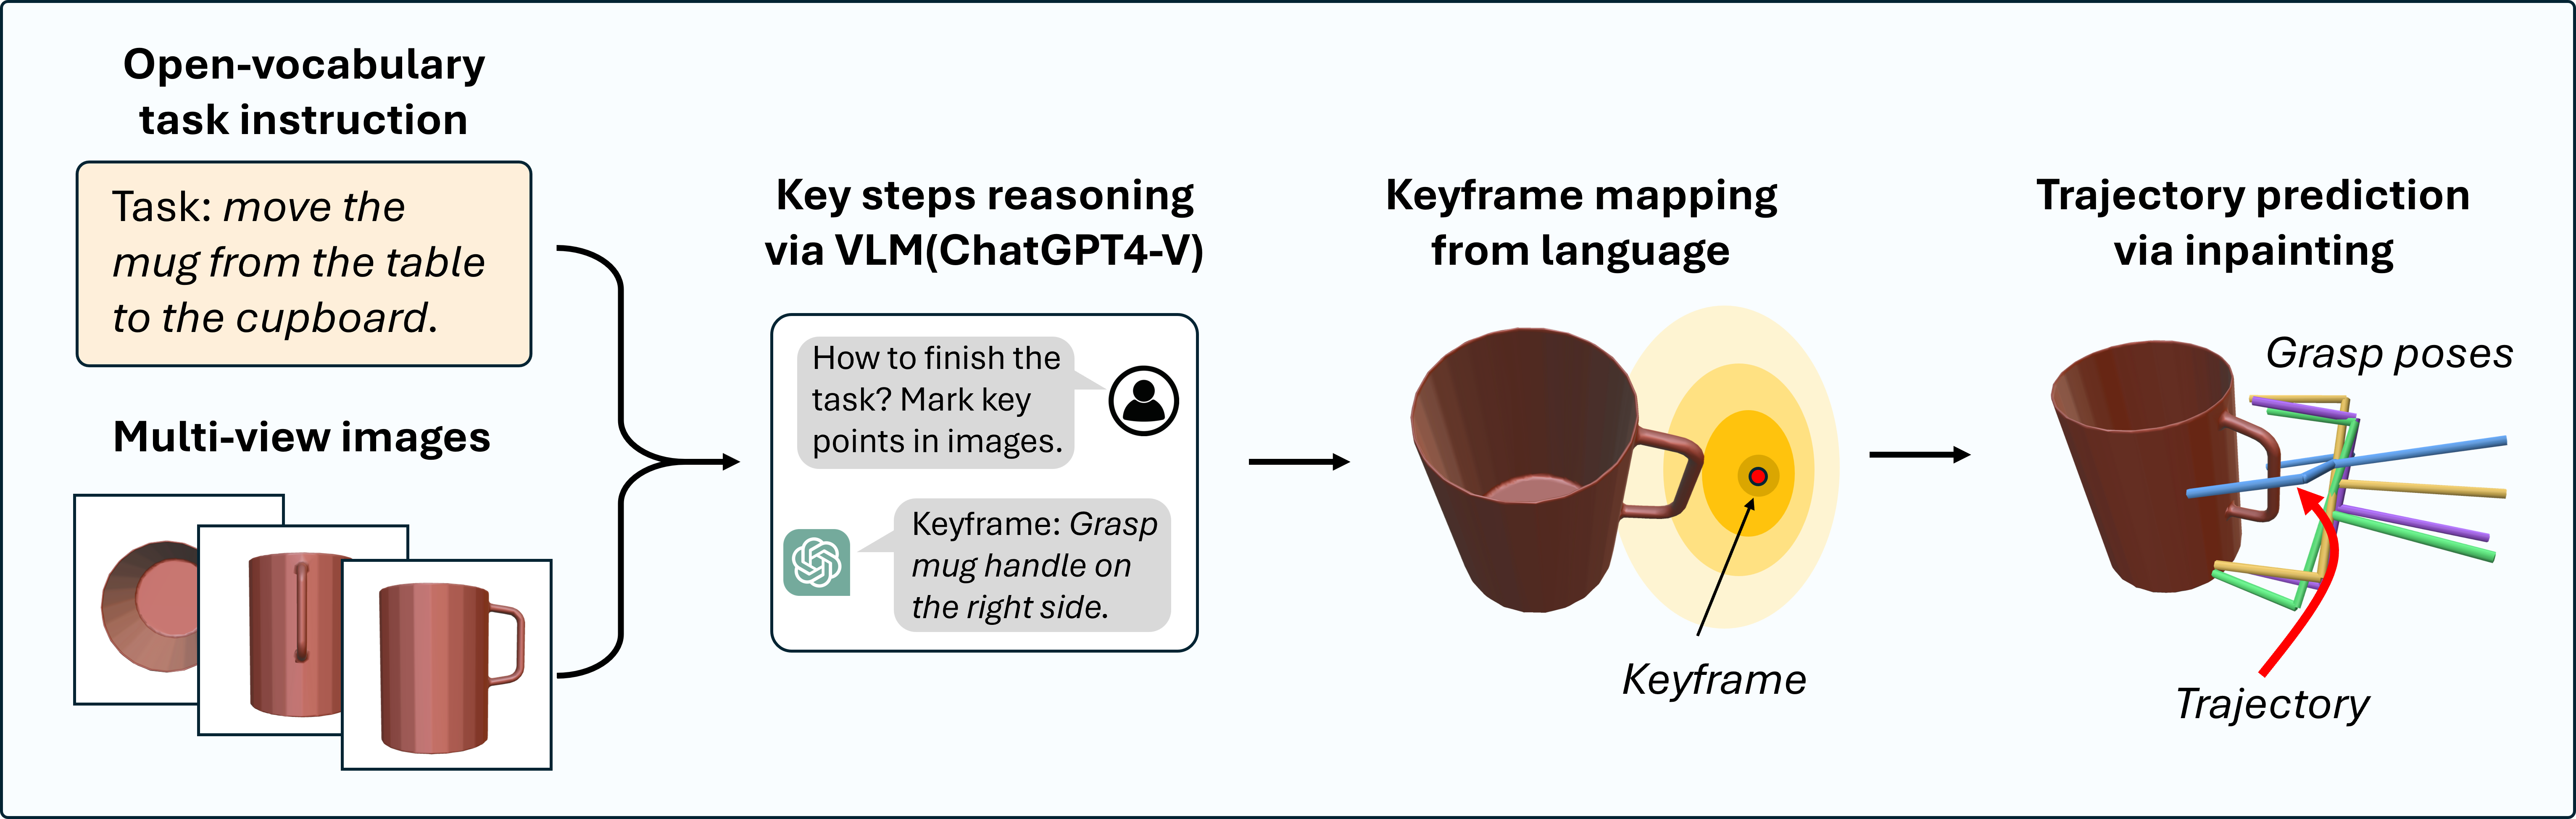 Open-vocabulary
task instruction
Task: move the
mug from the table
to the cupboard.
Multi-view images
Key steps reasoning
via VLM(ChatGPT4-V)
How to finish the
task? Mark key
points in images.
Keyframe: Grasp
mug handle on
the right side.
Keyframe mapping
from language
Keyframe
Trajectory prediction
via inpainting
Grasp poses
Trajectory